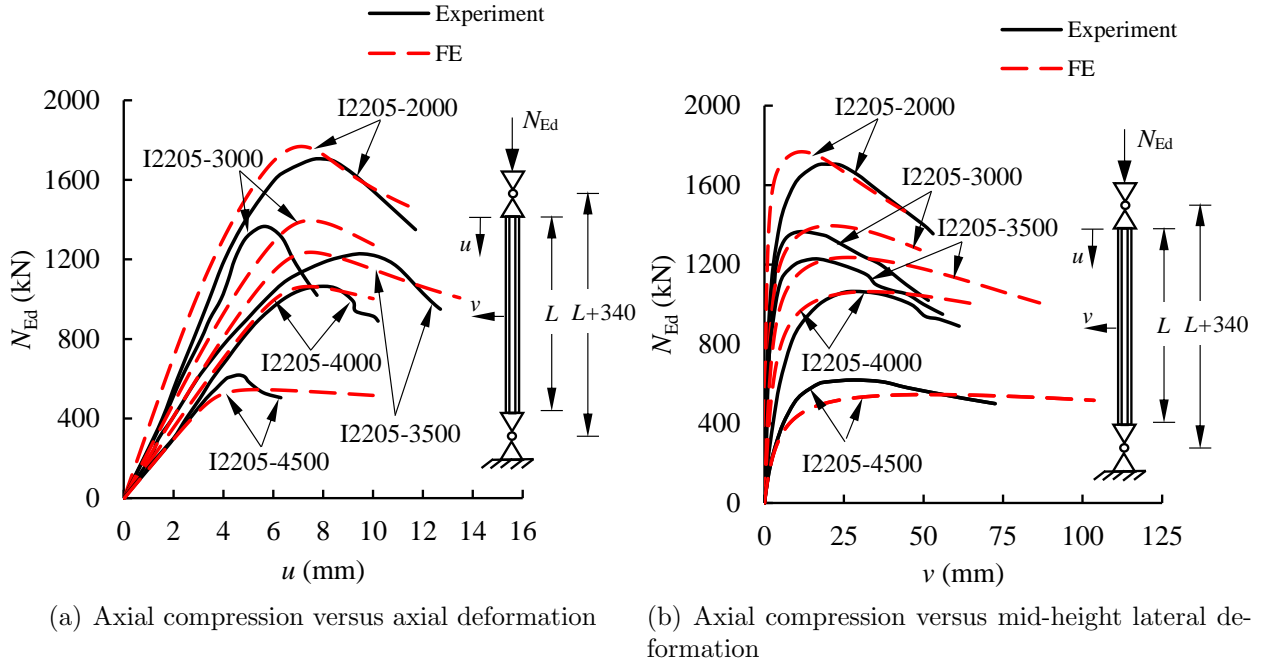 Experiment
FE
2000
1600
1200
800
400
0
0 2 4 6 8 10 12 14 16
N_Ed (kN)
u (mm)
I2205-2000
I2205-3000
I2205-4000
I2205-3500
I2205-4500
N_Ed
u
v
L
L+340
(a) Axial compression versus axial deformation
Experiment
FE
2000
1600
1200
800
400
0
0 25 50 75 100 125
N_Ed (kN)
v (mm)
I2205-2000
I2205-3000
I2205-3500
I2205-4000
I2205-4500
N_Ed
u
v
L
L+340
(b) Axial compression versus mid-height lateral de-
formation